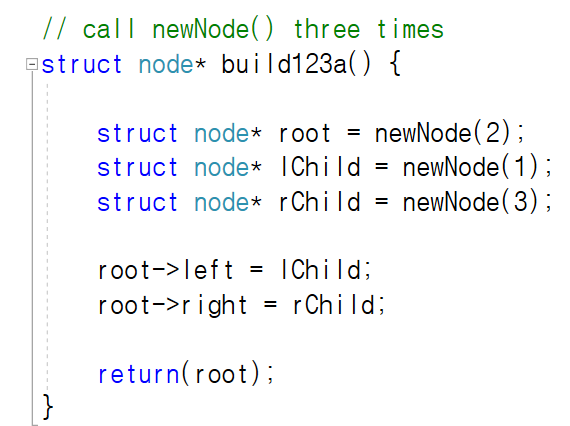 // call newNode() three times
struct node* build123a() {
struct node* root = newNode(2);
struct node* lChild = newNode(1);
struct node* rChild = newNode(3);
root->left = lChild;
root->right = rChild;
return(root);
}